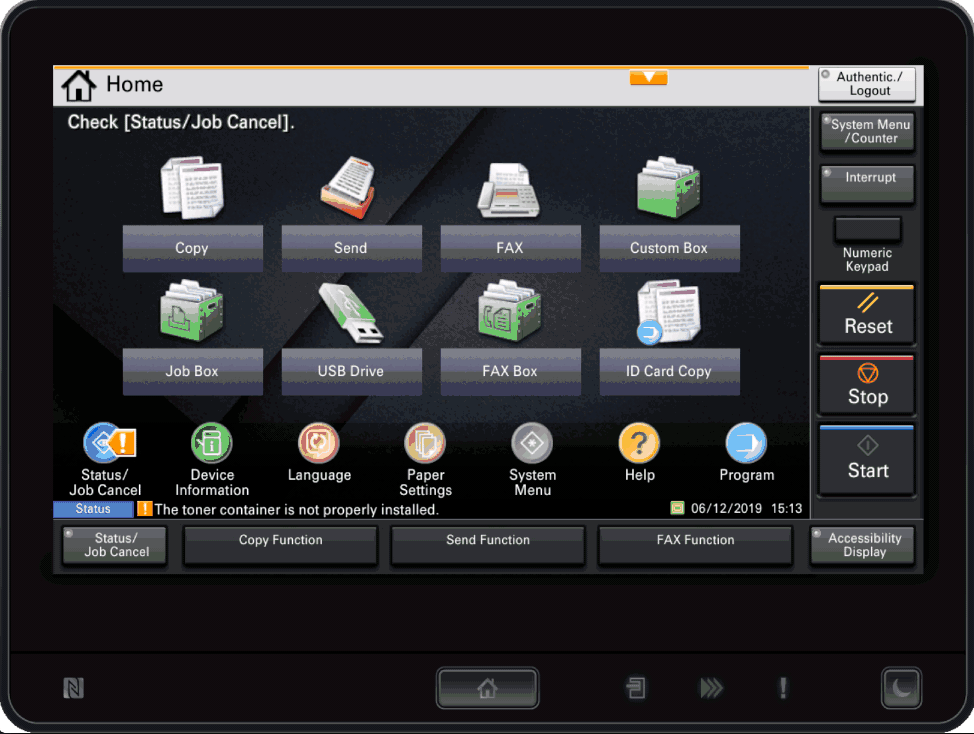 Home
Authentic./
Logout
Check [Status/Job Cancel].
System Menu
/Counter
Interrupt
Numeric
Keypad
Copy
Send
FAX
Custom Box
Reset
Job Box
USB Drive
FAX Box
ID Card Copy
Stop
Start
Status/
Job Cancel
Device
Information
Language
Paper
Settings
System
Menu
Help
Program
Status
The toner container is not properly installed.
06/12/2019 15:13
Status/
Job Cancel
Copy Function
Send Function
FAX Function
Accessibility
Display